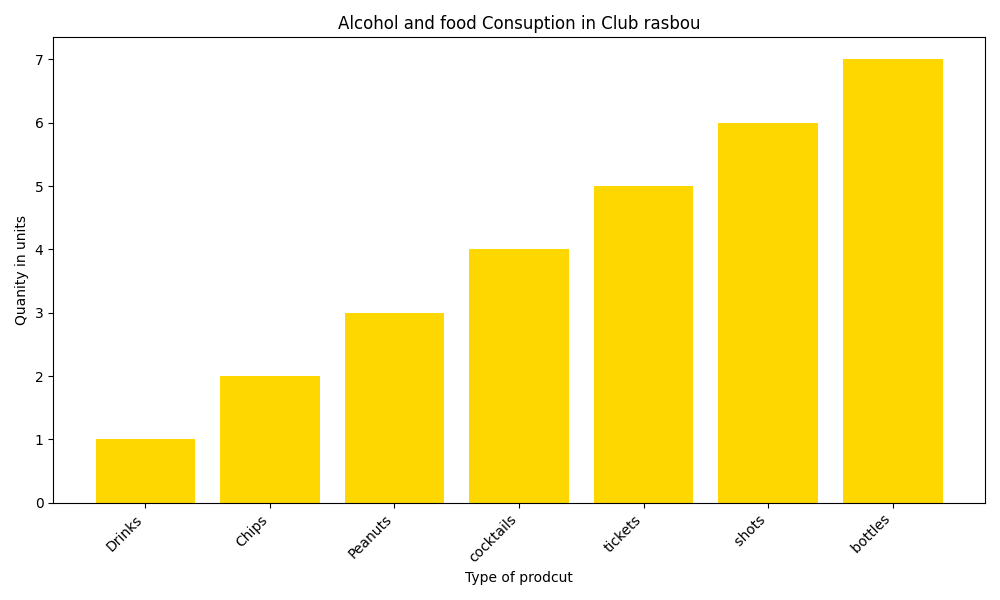 Alcohol and food Consuption in Club rasbou
Quanity in units
7
6
5
4
3
2
1
0
Drinks
Chips
Peanuts
cocktails
tickets
shots
bottles
Type of prodcut